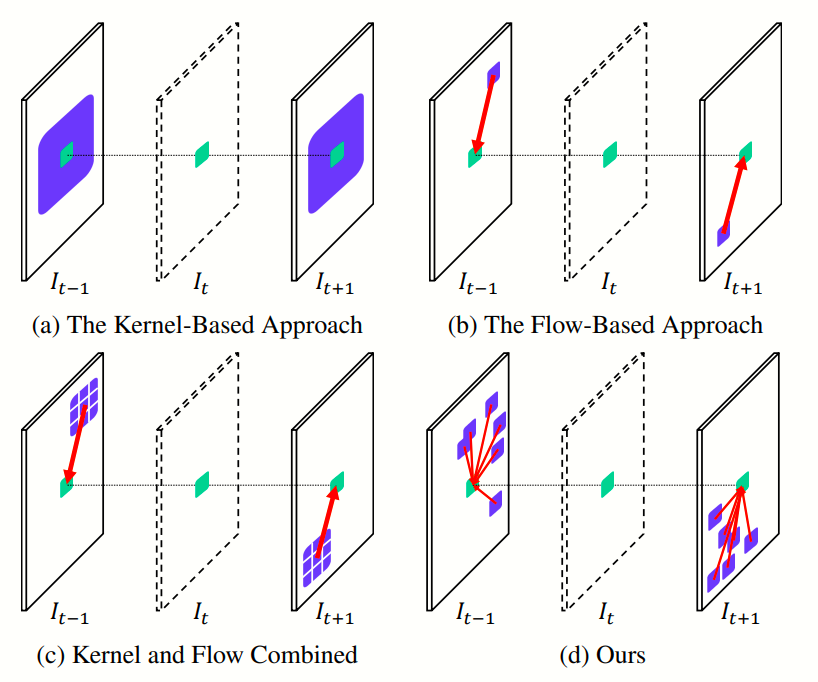 I_{t−1} I_t I_{t+1}
(a) The Kernel-Based Approach
I_{t−1} I_t I_{t+1}
(b) The Flow-Based Approach
I_{t−1} I_t I_{t+1}
(c) Kernel and Flow Combined
I_{t−1} I_t I_{t+1}
(d) Ours